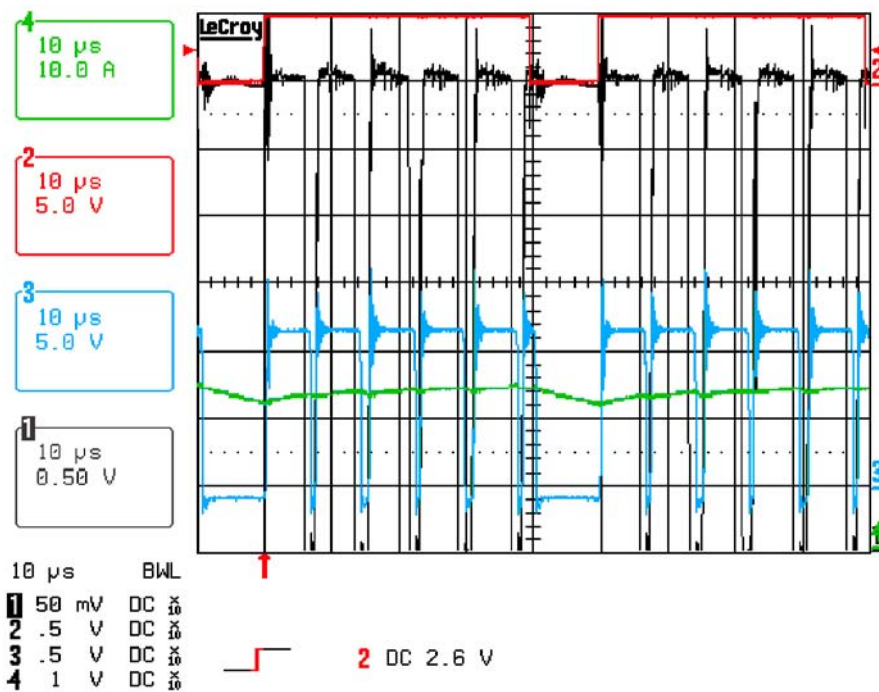 4
10 µs
10.0 A
LeCroy
2
10 µs
5.0 V
3
10 µs
5.0 V
1
10 µs
0.50 V
10 µs BWL
1 50 mV DC x10
2 .5 V DC x10
3 .5 V DC x10
4 1 V DC x10
2 DC 2.6 V